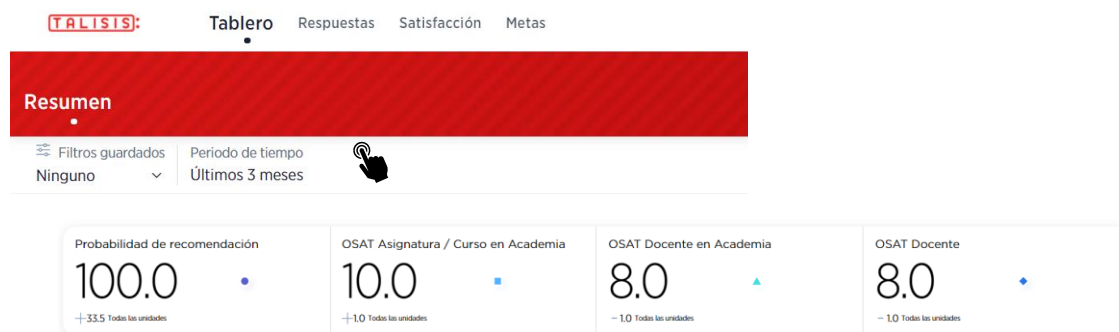 TALISIS:
Tablero Respuestas Satisfacción Metas
Resumen
Filtros guardados Periodo de tiempo
Ninguno Últimos 3 meses
Probabilidad de recomendación OSAT Asignatura / Curso en Academia OSAT Docente en Academia OSAT Docente
100.0 10.0 8.0 8.0
+33.5 Todas las unidades +1.0 Todas las unidades - 1.0 Todas las unidades - 1.0 Todas las unidades